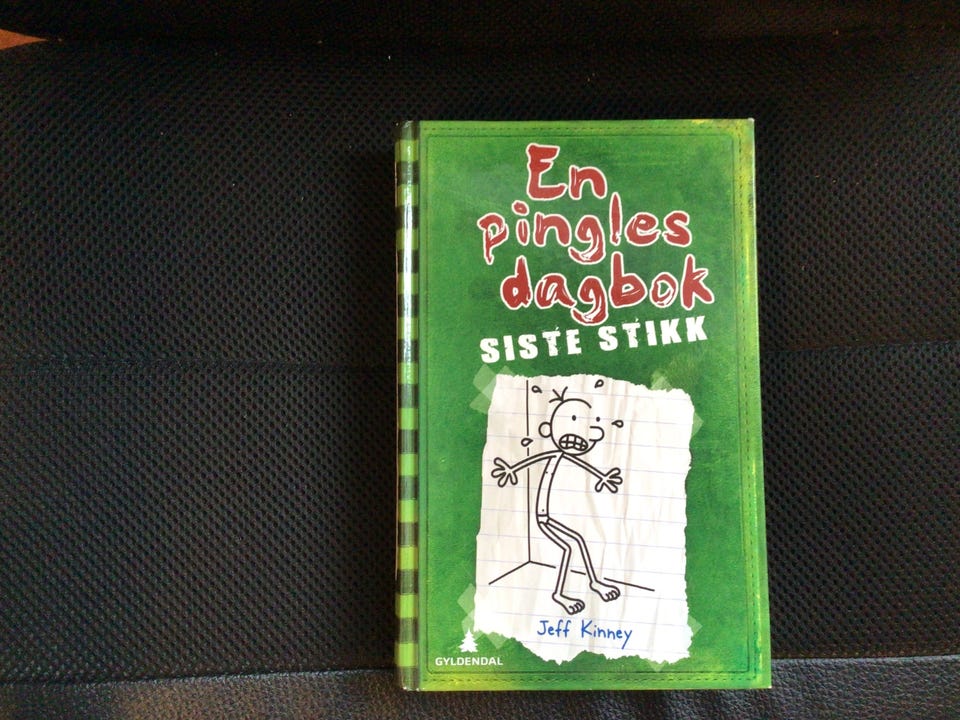 En
pingles
dagbok
SISTE STIKK
Jeff Kinney
GYLDENDAL